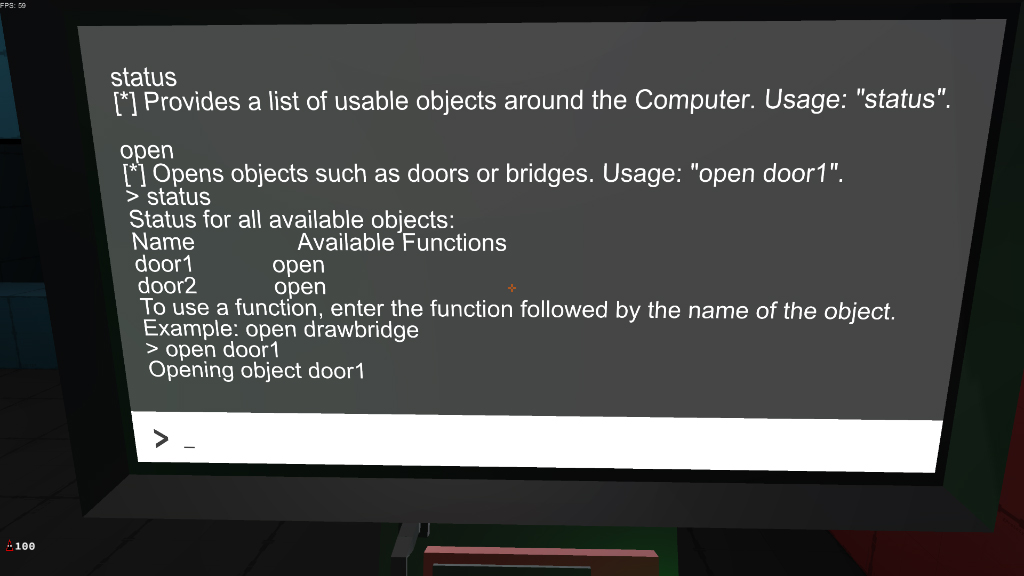 FPS: 59
status
[*] Provides a list of usable objects around the Computer. Usage: "status".
open
[*] Opens objects such as doors or bridges. Usage: "open door1".
> status
Status for all available objects:
Name Available Functions
door1 open
door2 open
To use a function, enter the function followed by the name of the object.
Example: open drawbridge
> open door1
Opening object door1
> _
100